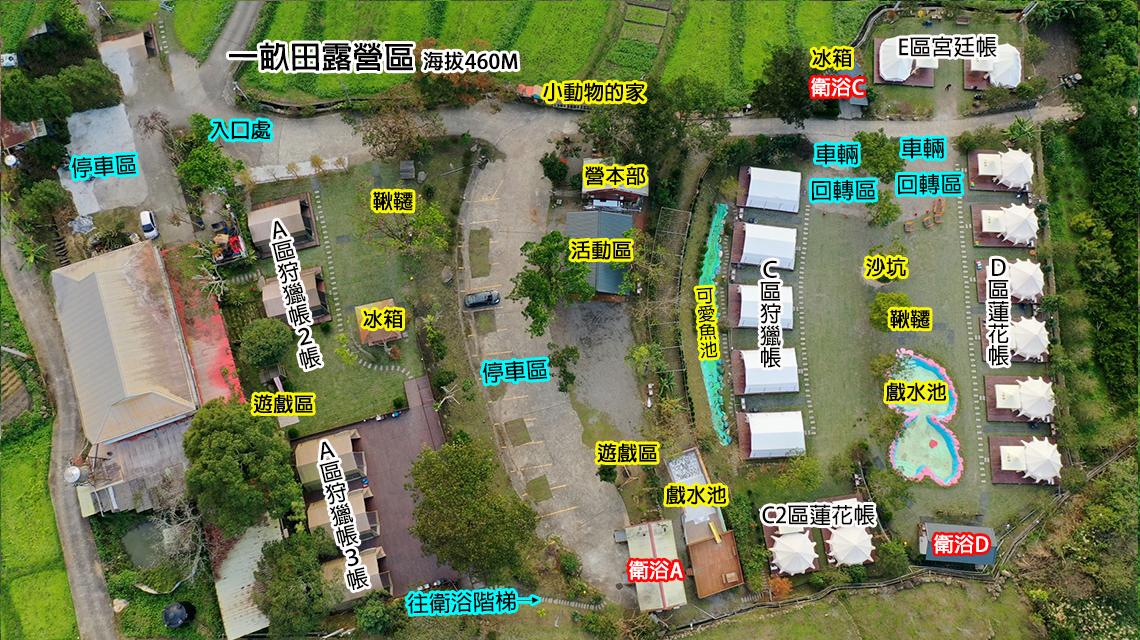 一畝田露營區 海拔460M
E區宮廷帳
冰箱
衛浴C
小動物的家
入口處
停車區
車輛
回轉區
車輛
回轉區
營本部
鞦韆
活動區
A區狩獵帳2帳
C區狩獵帳
D區蓮花帳
沙坑
可愛魚池
冰箱
鞦韆
停車區
戲水池
遊戲區
A區狩獵帳3帳
遊戲區
戲水池
C2區蓮花帳
衛浴D
衛浴A
往衛浴階梯→